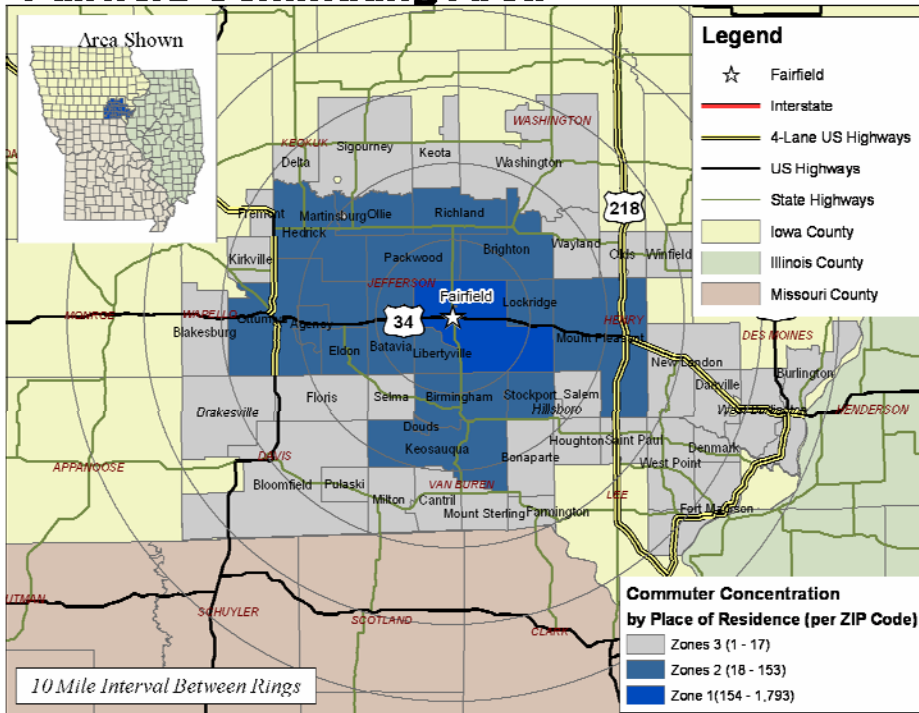 Area Shown
Legend
Fairfield
Interstate
4-Lane US Highways
US Highways
State Highways
Iowa County
Illinois County
Missouri County
WASHINGTON
KEOKUK
Sigourney
Keota
Delta
Washington
218
Fremont
Martinsburg
Ollie
Richland
Hedrick
Brighton
Wayland
Olds
Winfield
Kirkville
Packwood
JEFFERSON
Fairfield
Lockridge
MONROE
WAPELLO
Ottumwa
Agency
34
HENRY
DES MOINES
Blakesburg
Eldon
Batavia
Libertyville
Mount Pleasant
New London
Burlington
Danville
Floris
Selma
Birmingham
Stockport
Salem
Hillsboro
West Burlington
HENDERSON
Drakesville
Douds
Keosauqua
Houghton
Saint Paul
Denmark
DAVIS
Bonaparte
West Point
APPANOOSE
Bloomfield
Pulaski
VAN BUREN
LEE
Milton
Cantril
Mount Sterling
Farmington
Fort Madison
SCHUYLER
SCOTLAND
CLARK
Commuter Concentration
by Place of Residence (per ZIP Code)
Zones 3 (1 - 17)
Zones 2 (18 - 153)
Zone 1(154 - 1,793)
10 Mile Interval Between Rings